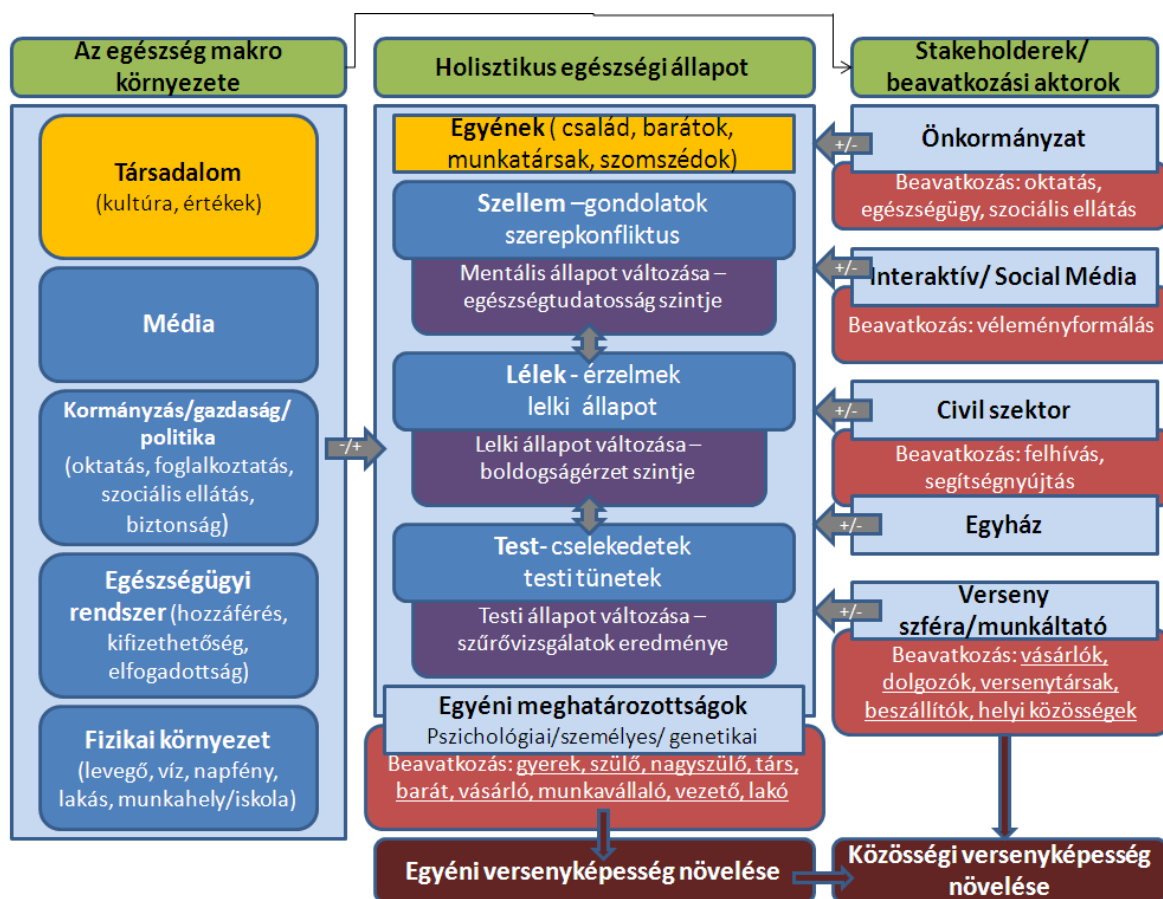 Az egészség makro
környezete
Társadalom
(kultúra, értékek)
Média
Kormányzás/gazdaság/
politika
(oktatás, foglalkoztatás,
szociális ellátás,
biztonság)
Egészségügyi
rendszer (hozzáférés,
kifizethetőség,
elfogadottság)
Fizikai környezet
(levegő, víz, napfény,
lakás, munkahely/iskola)
-/+
Holisztikus egészségi állapot
Egyének ( család, barátok,
munkatársak, szomszédok)
Szellem –gondolatok
szerepkonfliktus
Mentális állapot változása –
egészségtudatosság szintje
Lélek - érzelmek
lelki állapot
Lelki állapot változása –
boldogságérzet szintje
Test- cselekedetek
testi tünetek
Testi állapot változása –
szűrővizsgálatok eredménye
Egyéni meghatározottságok
Pszichológiai/személyes/ genetikai
Beavatkozás: gyerek, szülő, nagyszülő, társ,
barát, vásárló, munkavállaló, vezető, lakó
Egyéni versenyképesség növelése
Stakeholderek/
beavatkozási aktorok
+/-
Önkormányzat
Beavatkozás: oktatás,
egészségügy, szociális ellátás
+/-
Interaktív/ Social Média
Beavatkozás: véleményformálás
+/-
Civil szektor
Beavatkozás: felhívás,
segítségnyújtás
+/-
Egyház
+/-
Verseny
szféra/munkáltató
Beavatkozás: vásárlók,
dolgozók, versenytársak,
beszállítók, helyi közösségek
Közösségi versenyképesség
növelése